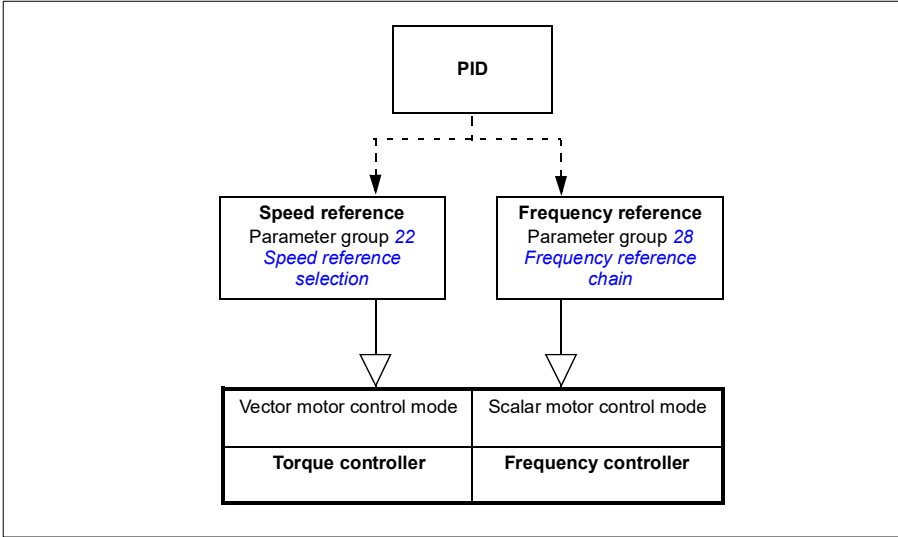 PID
Speed reference
Parameter group 22
Speed reference
selection
Frequency reference
Parameter group 28
Frequency reference
chain
Vector motor control mode
Scalar motor control mode
Torque controller
Frequency controller